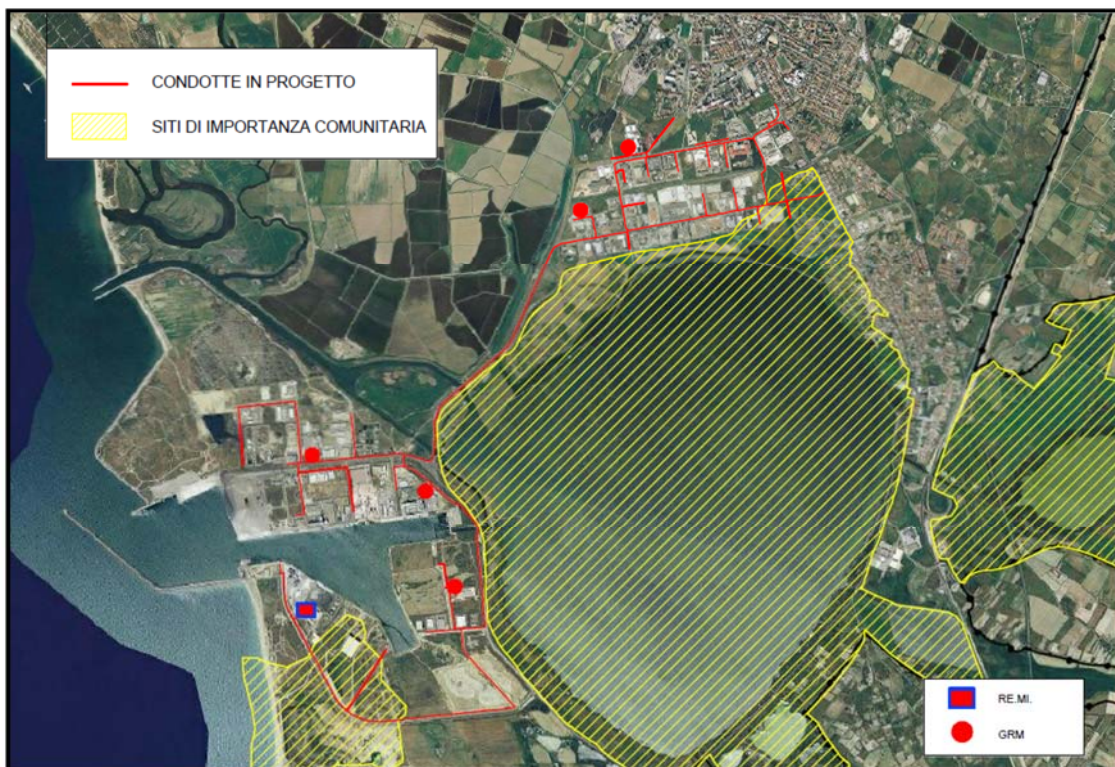 CONDOTTE IN PROGETTO
SITI DI IMPORTANZA COMUNITARIA
RE.MI.
GRM